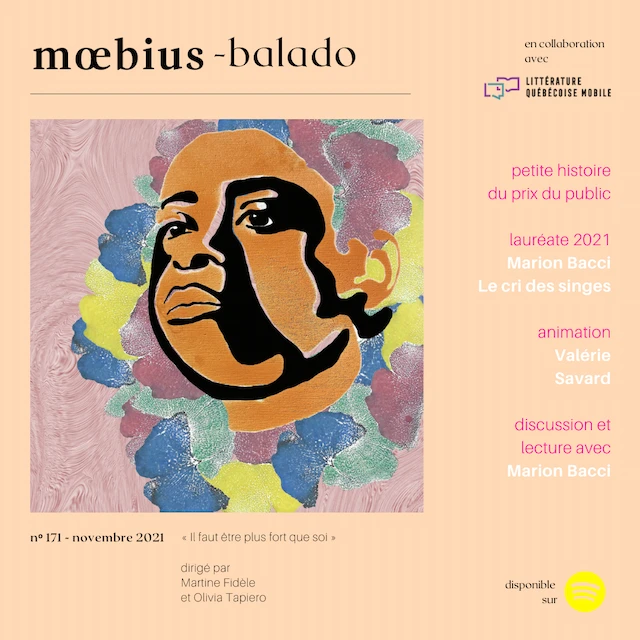 mœbius -balado
en collaboration
avec
LITTÉRATURE
QUÉBÉCOISE MOBILE
petite histoire
du prix du public
lauréate 2021
Marion Bacci
Le cri des singes
animation
Valérie
Savard
discussion et
lecture avec
Marion Bacci
nº 171 - novembre 2021
« Il faut être plus fort que soi »
dirigé par
Martine Fidèle
et Olivia Tapiero
disponible
sur